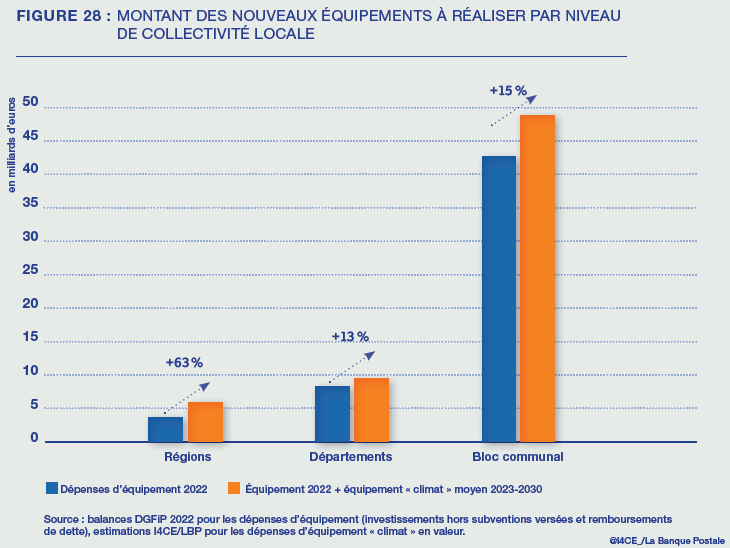 FIGURE 28 : MONTANT DES NOUVEAUX ÉQUIPEMENTS À RÉALISER PAR NIVEAU
DE COLLECTIVITÉ LOCALE
en milliards d'euros
50
45
40
35
30
25
20
15
10
5
0
+63 %
+13 %
+15 %
Régions
Départements
Bloc communal
Dépenses d'équipement 2022
Équipement 2022 + équipement « climat » moyen 2023-2030
Source : balances DGFiP 2022 pour les dépenses d'équipement (investissements hors subventions versées et remboursements
de dette), estimations I4CE/LBP pour les dépenses d'équipement « climat » en valeur.
@I4CE_/La Banque Postale